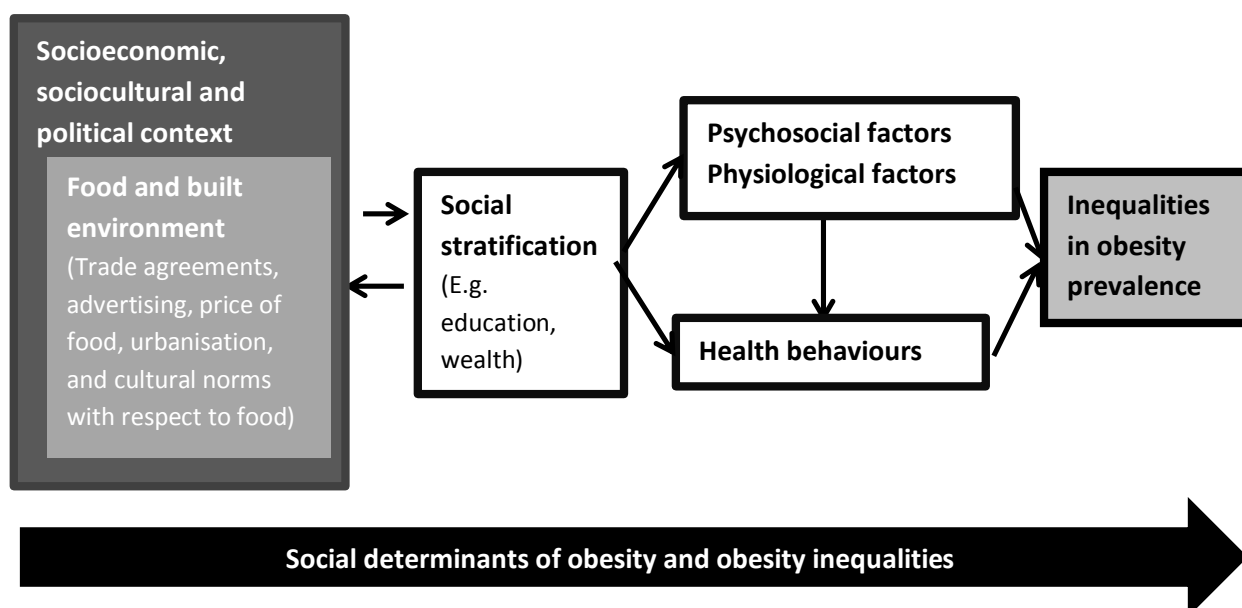 Socioeconomic,
sociocultural and
political context
Food and built
environment
(Trade agreements,
advertising, price of
food, urbanisation,
and cultural norms
with respect to food)
Social
stratification
(E.g.
education,
wealth)
Psychosocial factors
Physiological factors
Health behaviours
Inequalities
in obesity
prevalence
Social determinants of obesity and obesity inequalities